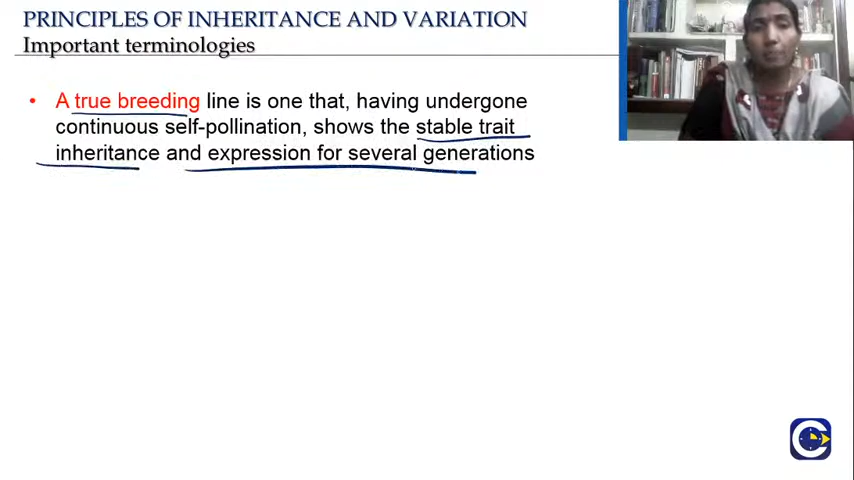 PRINCIPLES OF INHERITANCE AND VARIATION
Important terminologies
• A true breeding line is one that, having undergone
continuous self-pollination, shows the stable trait
inheritance and expression for several generations